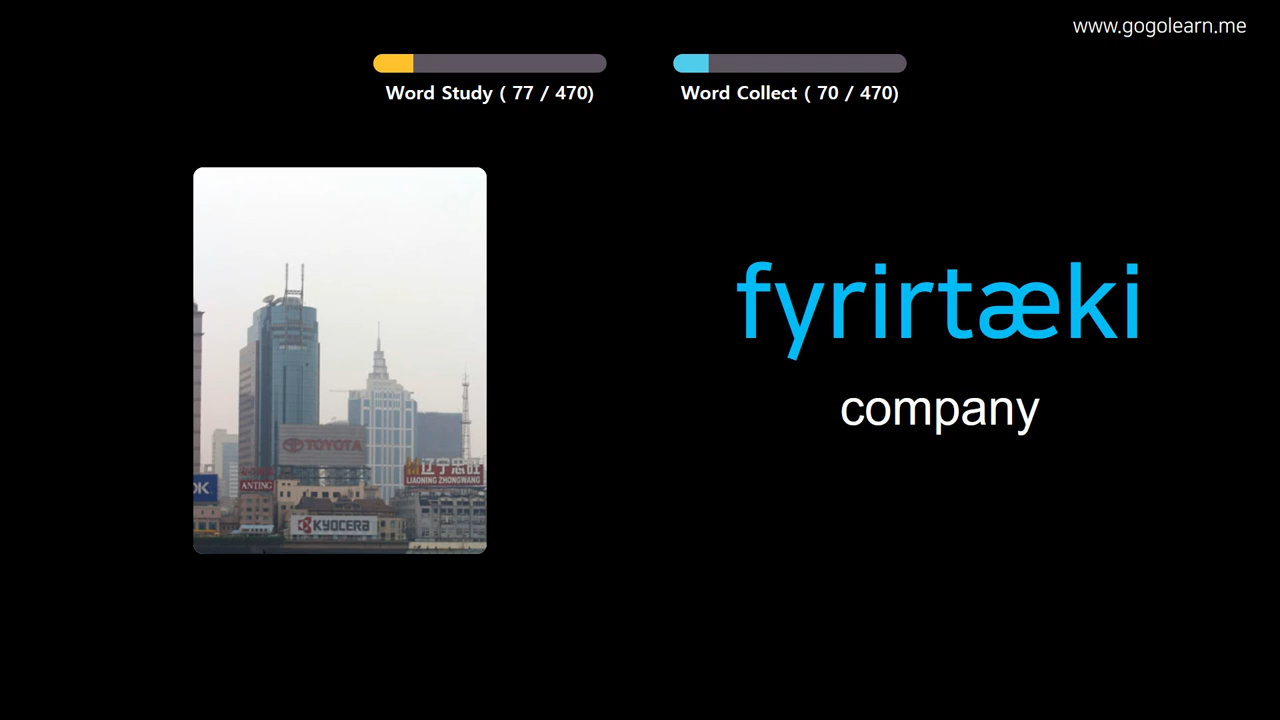 www.gogolearn.me
Word Study ( 77 / 470)
Word Collect ( 70 / 470)
fyrirtæki
company
TOYOTA
辽宁忠旺
LIAONING ZHONGWANG
OK
ANTING
KYOCERA